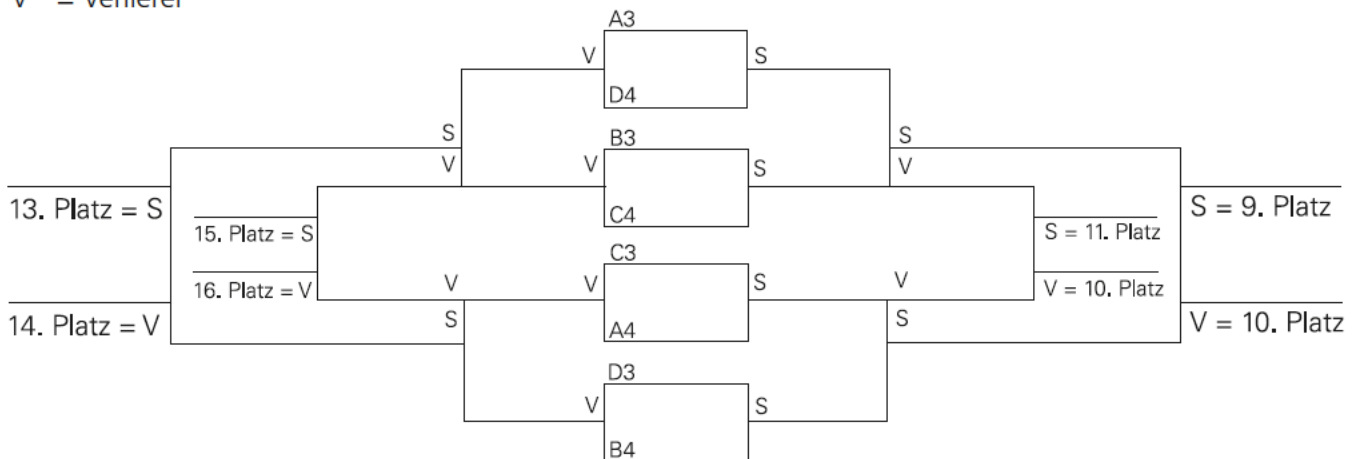 V = Verlierer
A3
V S
D4
S S
B3
V V S V
13. Platz = S S = 9. Platz
C4
15. Platz = S S = 11. Platz
C3
16. Platz = V V V S V V = 10. Platz
14. Platz = V S S V = 10. Platz
A4
D3
V S
B4